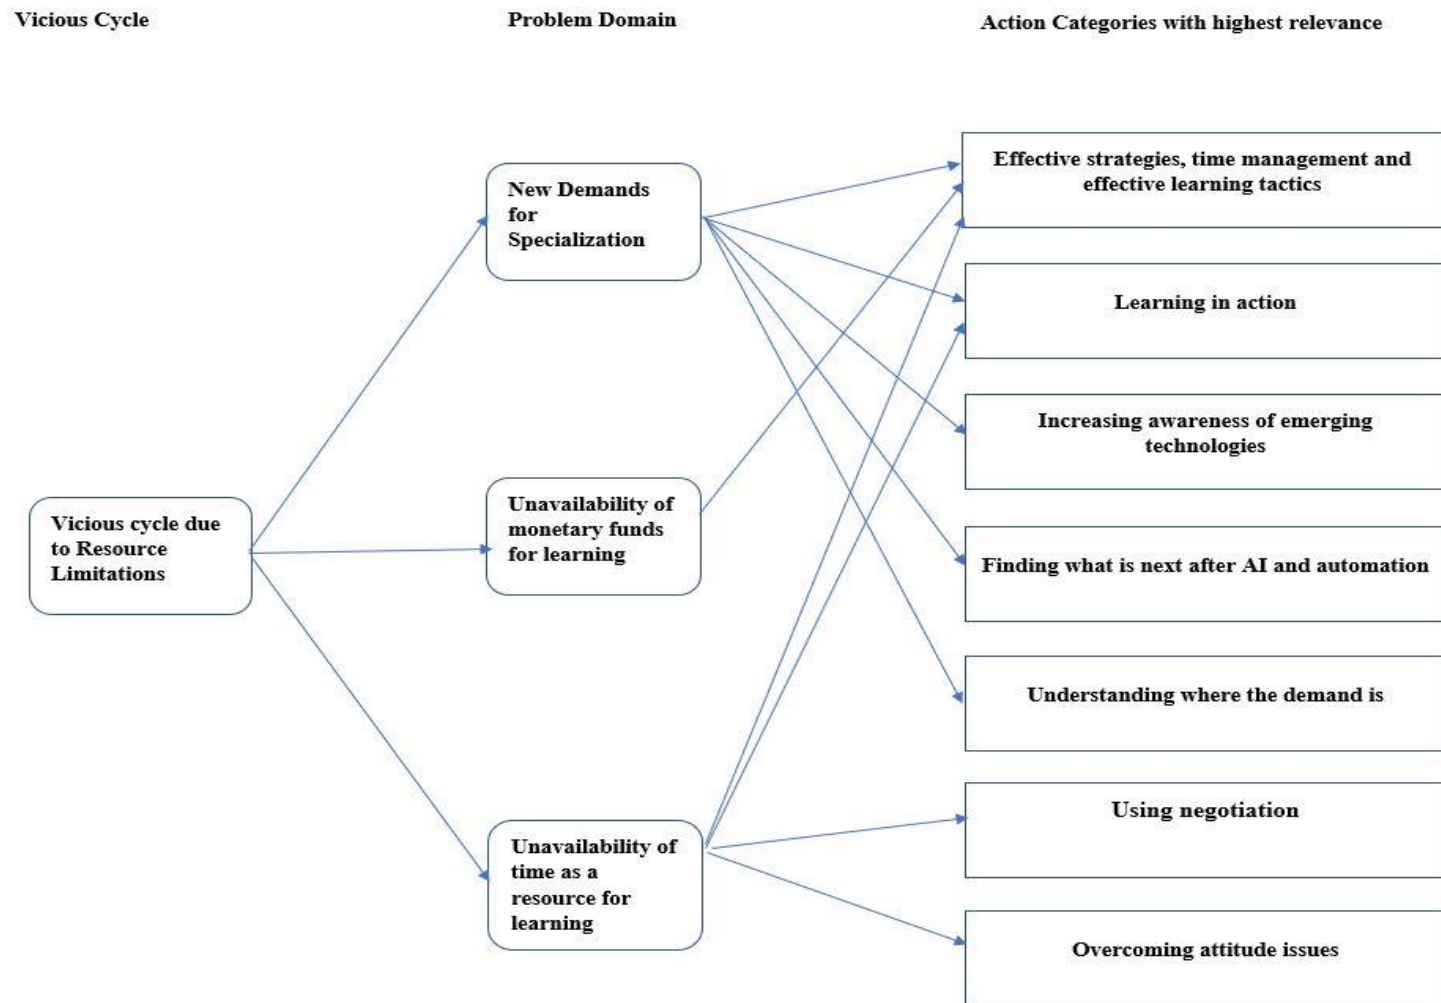 Vicious Cycle
Problem Domain
Action Categories with highest relevance
Vicious cycle due
to Resource
Limitations
New Demands
for
Specialization
Unavailability of
monetary funds
for learning
Unavailability of
time as a
resource for
learning
Effective strategies, time management and
effective learning tactics
Learning in action
Increasing awareness of emerging
technologies
Finding what is next after AI and automation
Understanding where the demand is
Using negotiation
Overcoming attitude issues